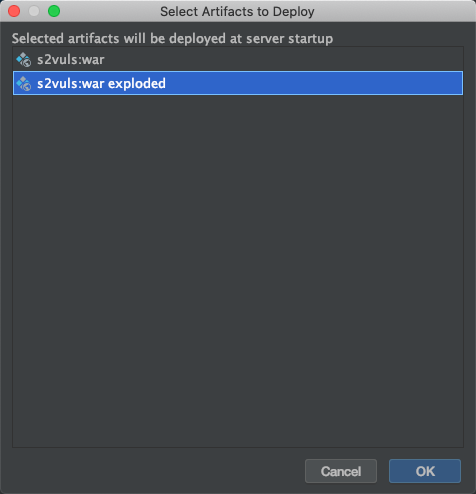 Select Artifacts to Deploy
Selected artifacts will be deployed at server startup
s2vuls:war
s2vuls:war exploded
Cancel
OK